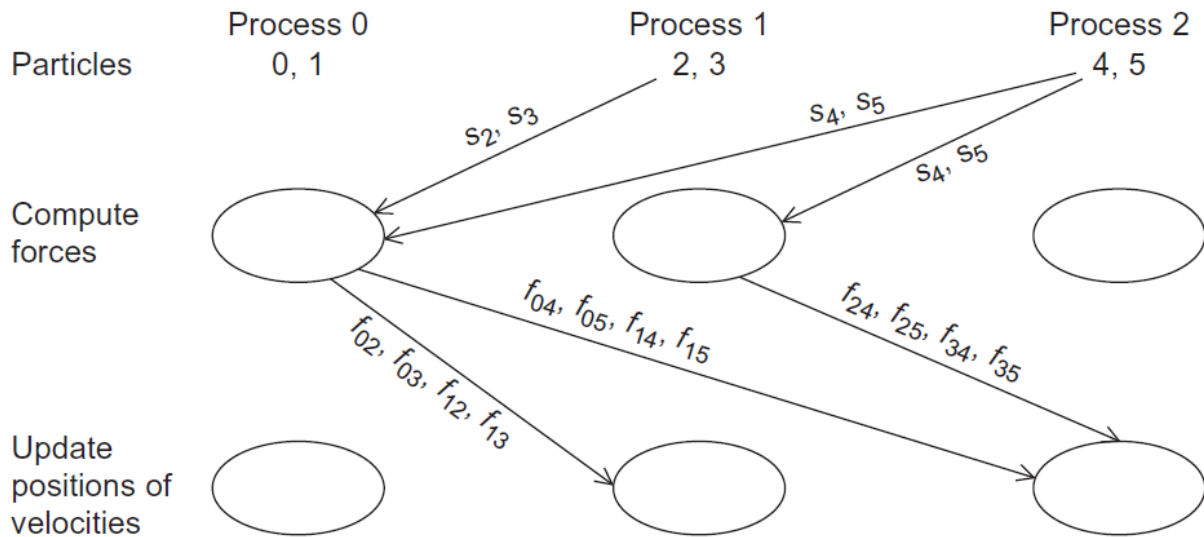 Process 0 Process 1 Process 2
Particles 0, 1 2, 3 4, 5
s2, s3
s4, s5
s4, s5
Compute
forces
f02, f03, f12, f13
f04, f05, f14, f15
f24, f25, f34, f35
Update
positions of
velocities